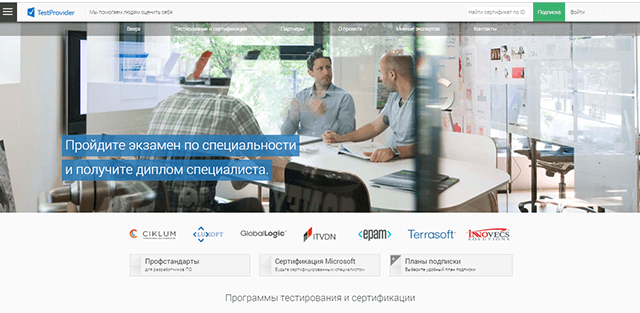 TestProvider
Мы помогаем людям оценить себя
Найти сертификат по ID
Подписка
Войти
Вверх
Тестирование и сертификация
Партнеры
О проекте
Мнение экспертов
Контакты
Пройдите экзамен по специальности
и получите диплом специалиста.
CIKLUM
LUXOFT
GlobalLogic
ITVDN
<epam>
Terrasoft
INNOVECS
SOLUTIONS
Профстандарты
для разработчиков ПО
Сертификация Microsoft
Будьте сертифицированным специалистом
Планы подписки
Выберите удобный план подписки
Программы тестирования и сертификации